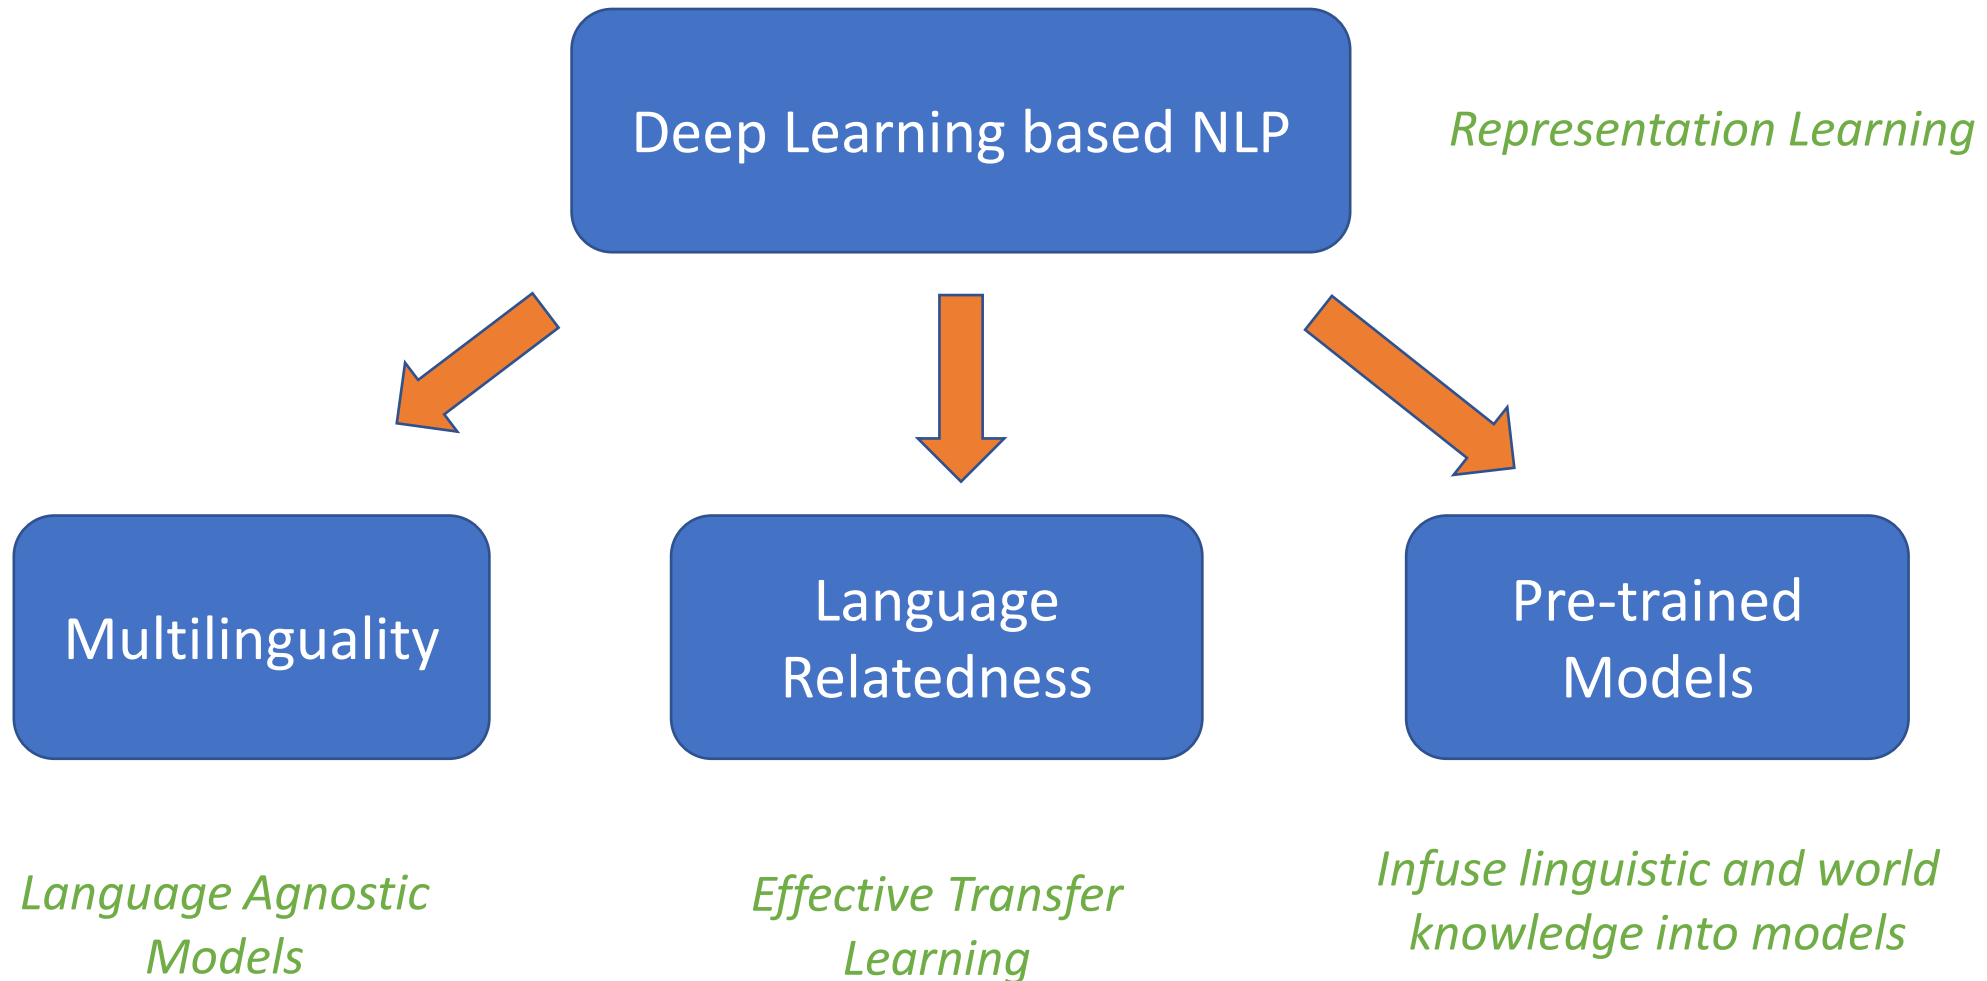 Deep Learning based NLP
Representation Learning
Multilinguality
Language
Relatedness
Pre-trained
Models
Language Agnostic
Models
Effective Transfer
Learning
Infuse linguistic and world
knowledge into models